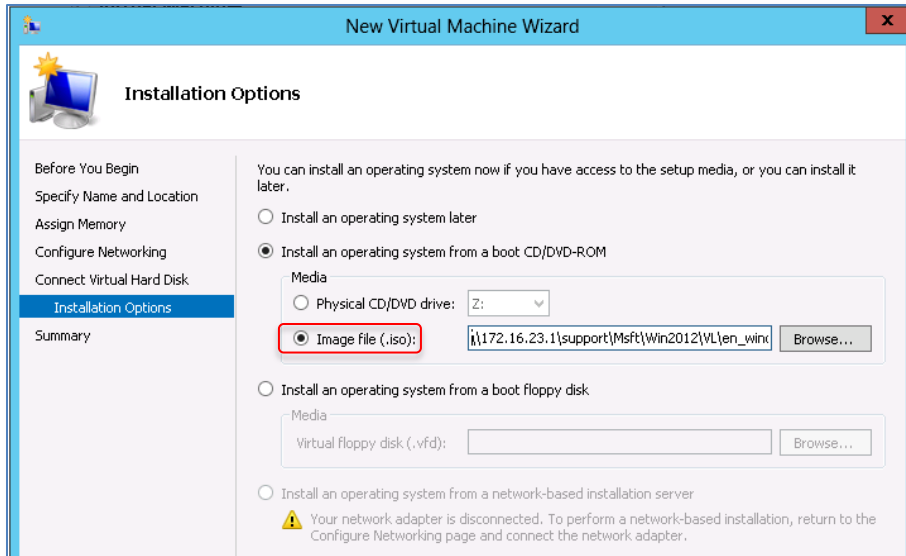 New Virtual Machine Wizard
x
Installation Options
Before You Begin
Specify Name and Location
Assign Memory
Configure Networking
Connect Virtual Hard Disk
Installation Options
Summary
You can install an operating system now if you have access to the setup media, or you can install it
later.
Install an operating system later
Install an operating system from a boot CD/DVD-ROM
Media
Physical CD/DVD drive: Z:
Image file (.iso): \\172.16.23.1\support\Msft\Win2012\VL\en_winc Browse...
Install an operating system from a boot floppy disk
Media
Virtual floppy disk (.vfd): Browse...
Install an operating system from a network-based installation server
Your network adapter is disconnected. To perform a network-based installation, return to the
Configure Networking page and connect the network adapter.